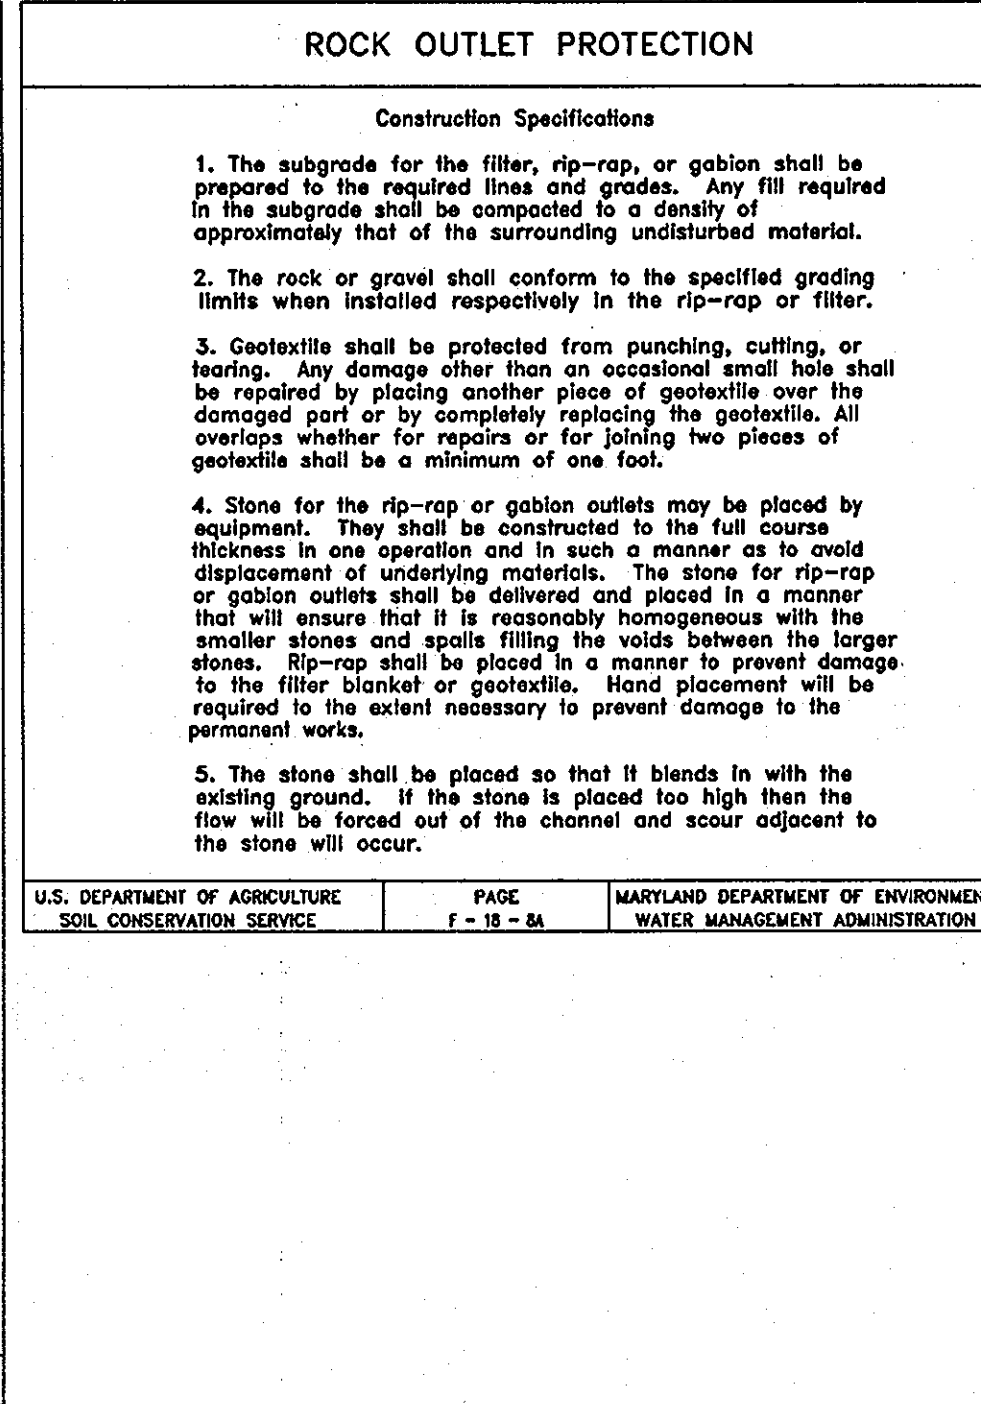 ROCK OUTLET PROTECTION
Construction Specifications
1. The subgrade for the filter, rip-rap, or gabion shall be
prepared to the required lines and grades. Any fill required
in the subgrade shall be compacted to a density of
approximately that of the surrounding undisturbed material.
2. The rock or gravel shall conform to the specified grading
limits when installed respectively in the rip-rap or filter.
3. Geotextile shall be protected from punching, cutting, or
tearing. Any damage other than an occasional small hole shall
be repaired by placing another piece of geotextile over the
damaged part or by completely replacing the geotextile. All
overlaps whether for repairs or for joining two pieces of
geotextile shall be a minimum of one foot.
4. Stone for the rip-rap or gabion outlets may be placed by
equipment. They shall be constructed to the full course
thickness in one operation and in such a manner as to avoid
displacement of underlying materials. The stone for rip-rap
or gabion outlets shall be delivered and placed in a manner
that will ensure that it is reasonably homogeneous with the
smaller stones and spalls filling the voids between the larger
stones. Rip-rap shall be placed in a manner to prevent damage
to the filter blanket or geotextile. Hand placement will be
required to the extent necessary to prevent damage to the
permanent works.
5. The stone shall be placed so that it blends in with the
existing ground. If the stone is placed too high then the
flow will be forced out of the channel and scour adjacent to
the stone will occur.
U.S. DEPARTMENT OF AGRICULTURE
SOIL CONSERVATION SERVICE
PAGE
F - 18 - 8A
MARYLAND DEPARTMENT OF ENVIRONMEN
WATER MANAGEMENT ADMINISTRATION